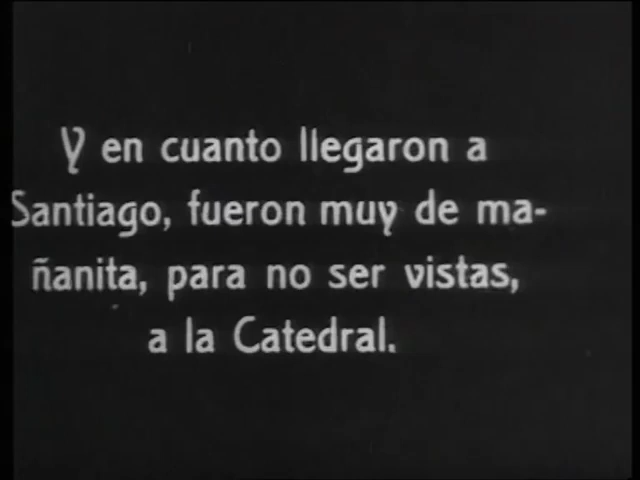 Y en cuanto llegaron a
Santiago, fueron muy de ma-
ñanita, para no ser vistas,
a la Catedral.